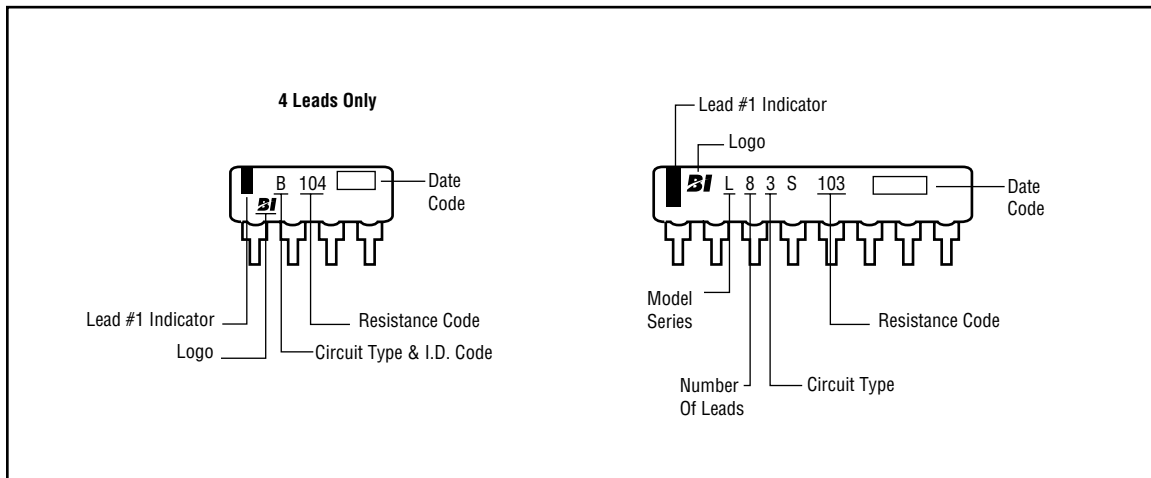 4 Leads Only
B 104
BI
Date
Code
Lead #1 Indicator
Resistance Code
Logo
Circuit Type & I.D. Code
Lead #1 Indicator
Logo
BI L 8 3 S 103
Date
Code
Model
Series
Resistance Code
Number
Of Leads
Circuit Type